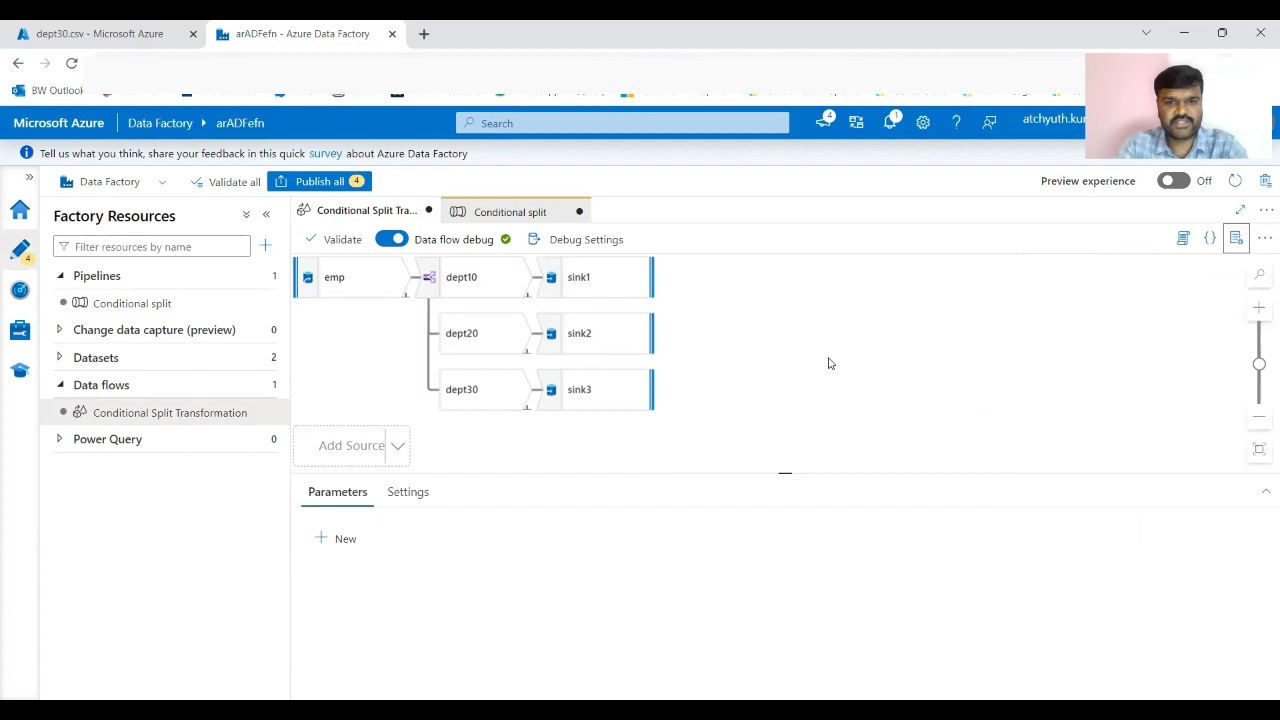 dept30.csv - Microsoft Azure
arADFefn - Azure Data Factory
BW Outlook
Microsoft Azure
Data Factory
arADFefn
Search
4
1
atchyuth.kur
Tell us what you think, share your feedback in this quick survey about Azure Data Factory
Data Factory
Validate all
Publish all 4
Preview experience
Off
Factory Resources
Conditional Split Tra...
Conditional split
Filter resources by name
Validate
Data flow debug
Debug Settings
4
Pipelines 1
Conditional split
Change data capture (preview) 0
Datasets 2
Data flows 1
Conditional Split Transformation
Power Query 0
emp
dept10
sink1
dept20
sink2
dept30
sink3
Add Source
Parameters
Settings
New